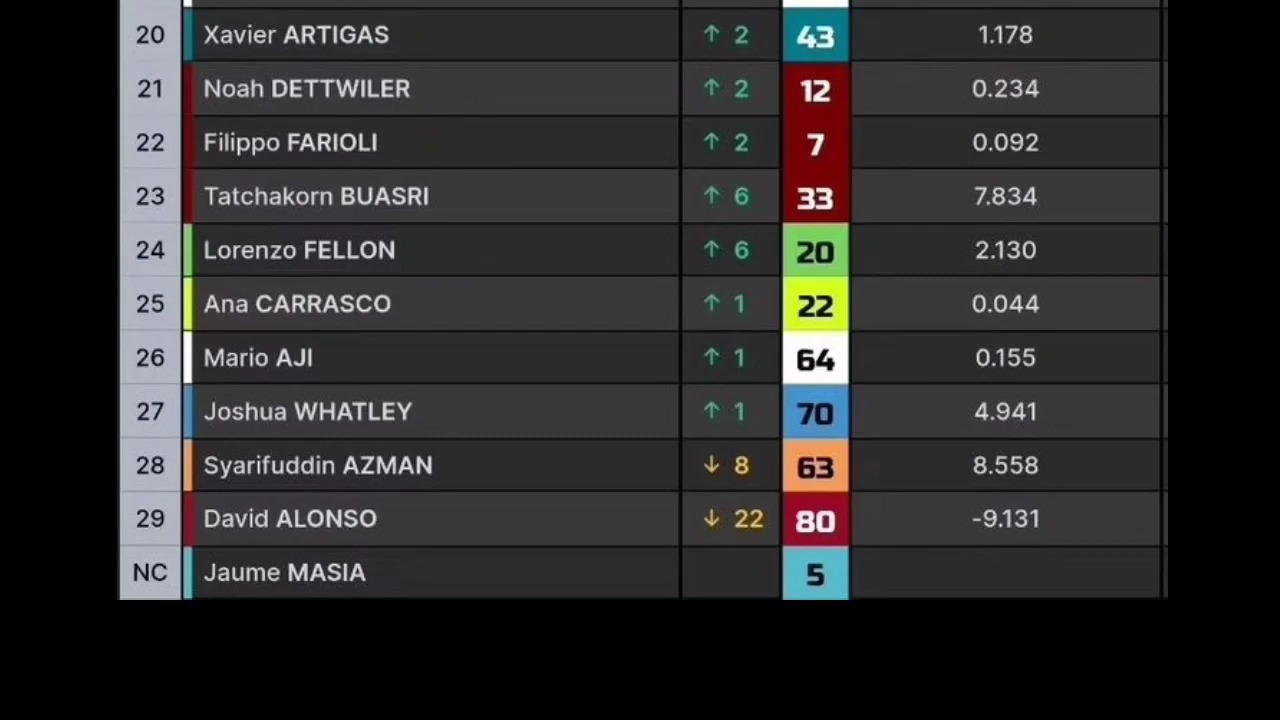 20 Xavier ARTIGAS ↑ 2 43 1.178
21 Noah DETTWILER ↑ 2 12 0.234
22 Filippo FARIOLI ↑ 2 7 0.092
23 Tatchakorn BUASRI ↑ 6 33 7.834
24 Lorenzo FELLON ↑ 6 20 2.130
25 Ana CARRASCO ↑ 1 22 0.044
26 Mario AJI ↑ 1 64 0.155
27 Joshua WHATLEY ↑ 1 70 4.941
28 Syarifuddin AZMAN ↓ 8 63 8.558
29 David ALONSO ↓ 22 80 -9.131
NC Jaume MASIA 5